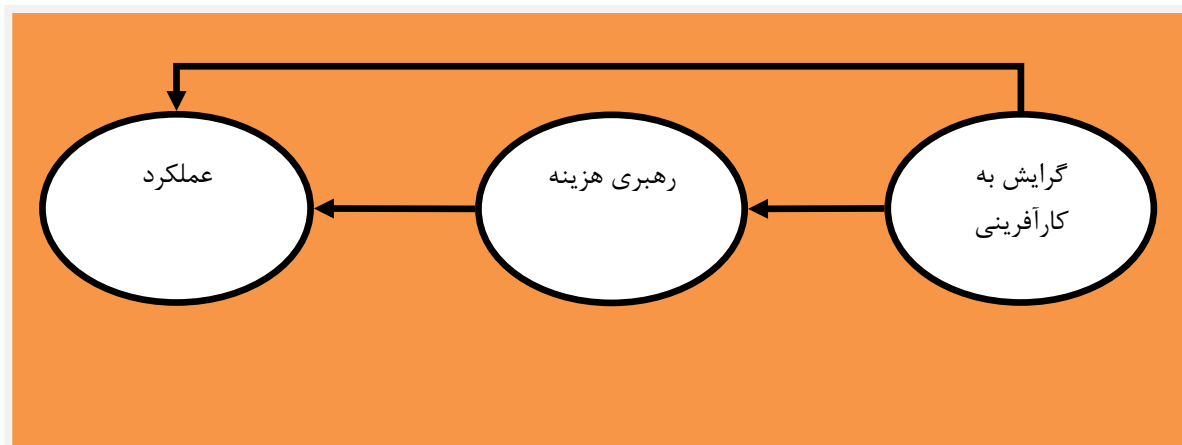 گرایش به
کارآفرینی
رهبری هزینه
عملکرد